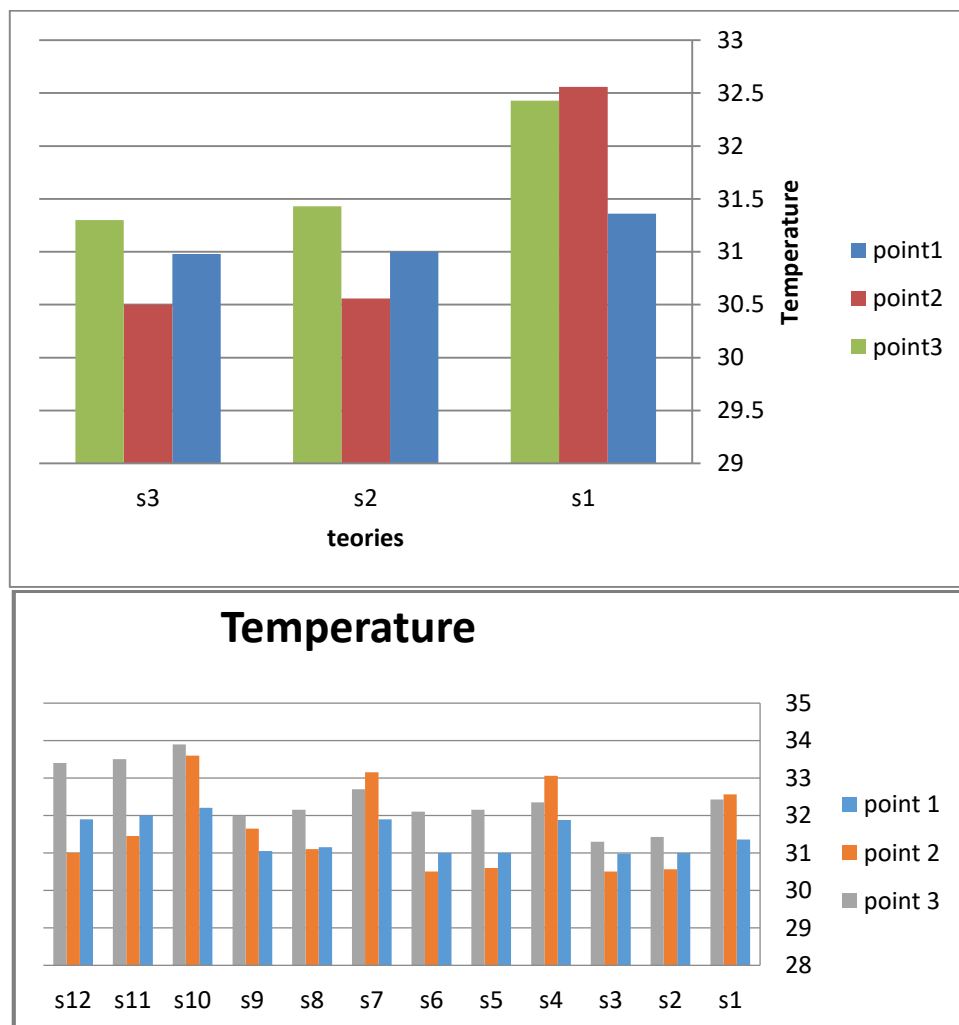 33
32.5
32
31.5
31
30.5
30
29.5
29
Temperature
point1
point2
point3
s3 s2 s1
teories
Temperature
35
34
33
32
31
30
29
28
point 1
point 2
point 3
s12 s11 s10 s9 s8 s7 s6 s5 s4 s3 s2 s1